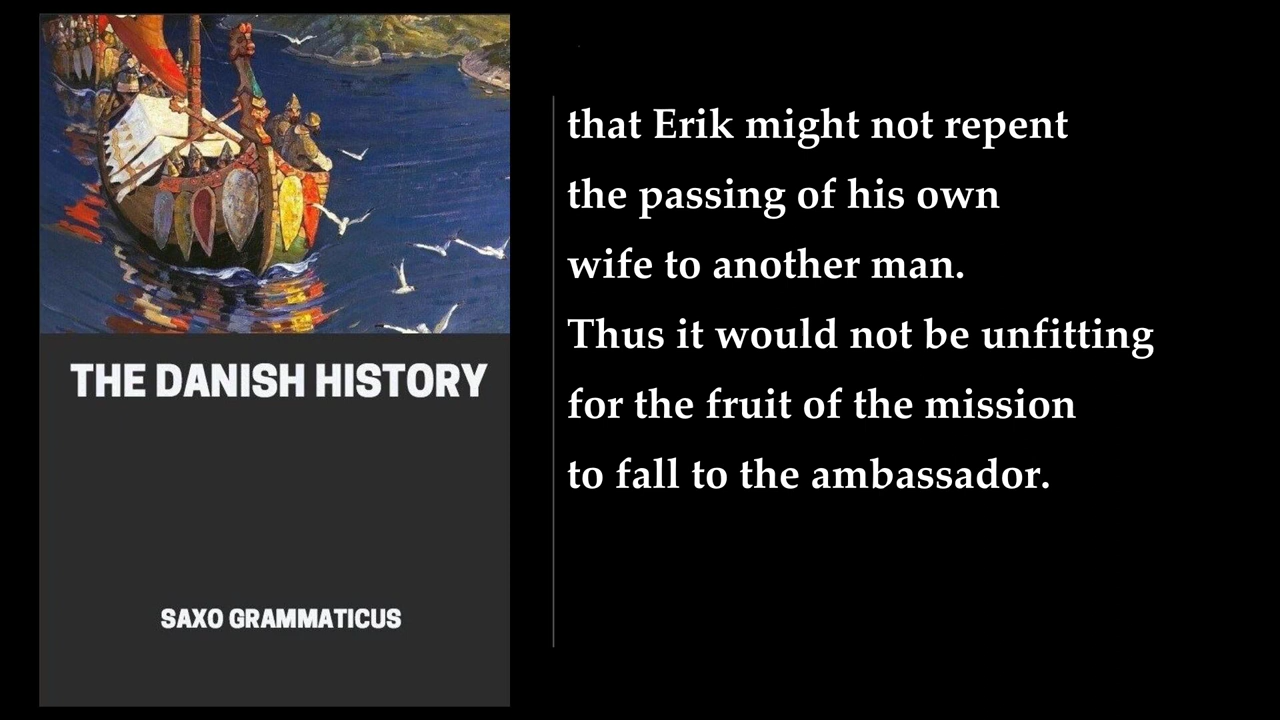 THE DANISH HISTORY
SAXO GRAMMATICUS
that Erik might not repent
the passing of his own
wife to another man.
Thus it would not be unfitting
for the fruit of the mission
to fall to the ambassador.